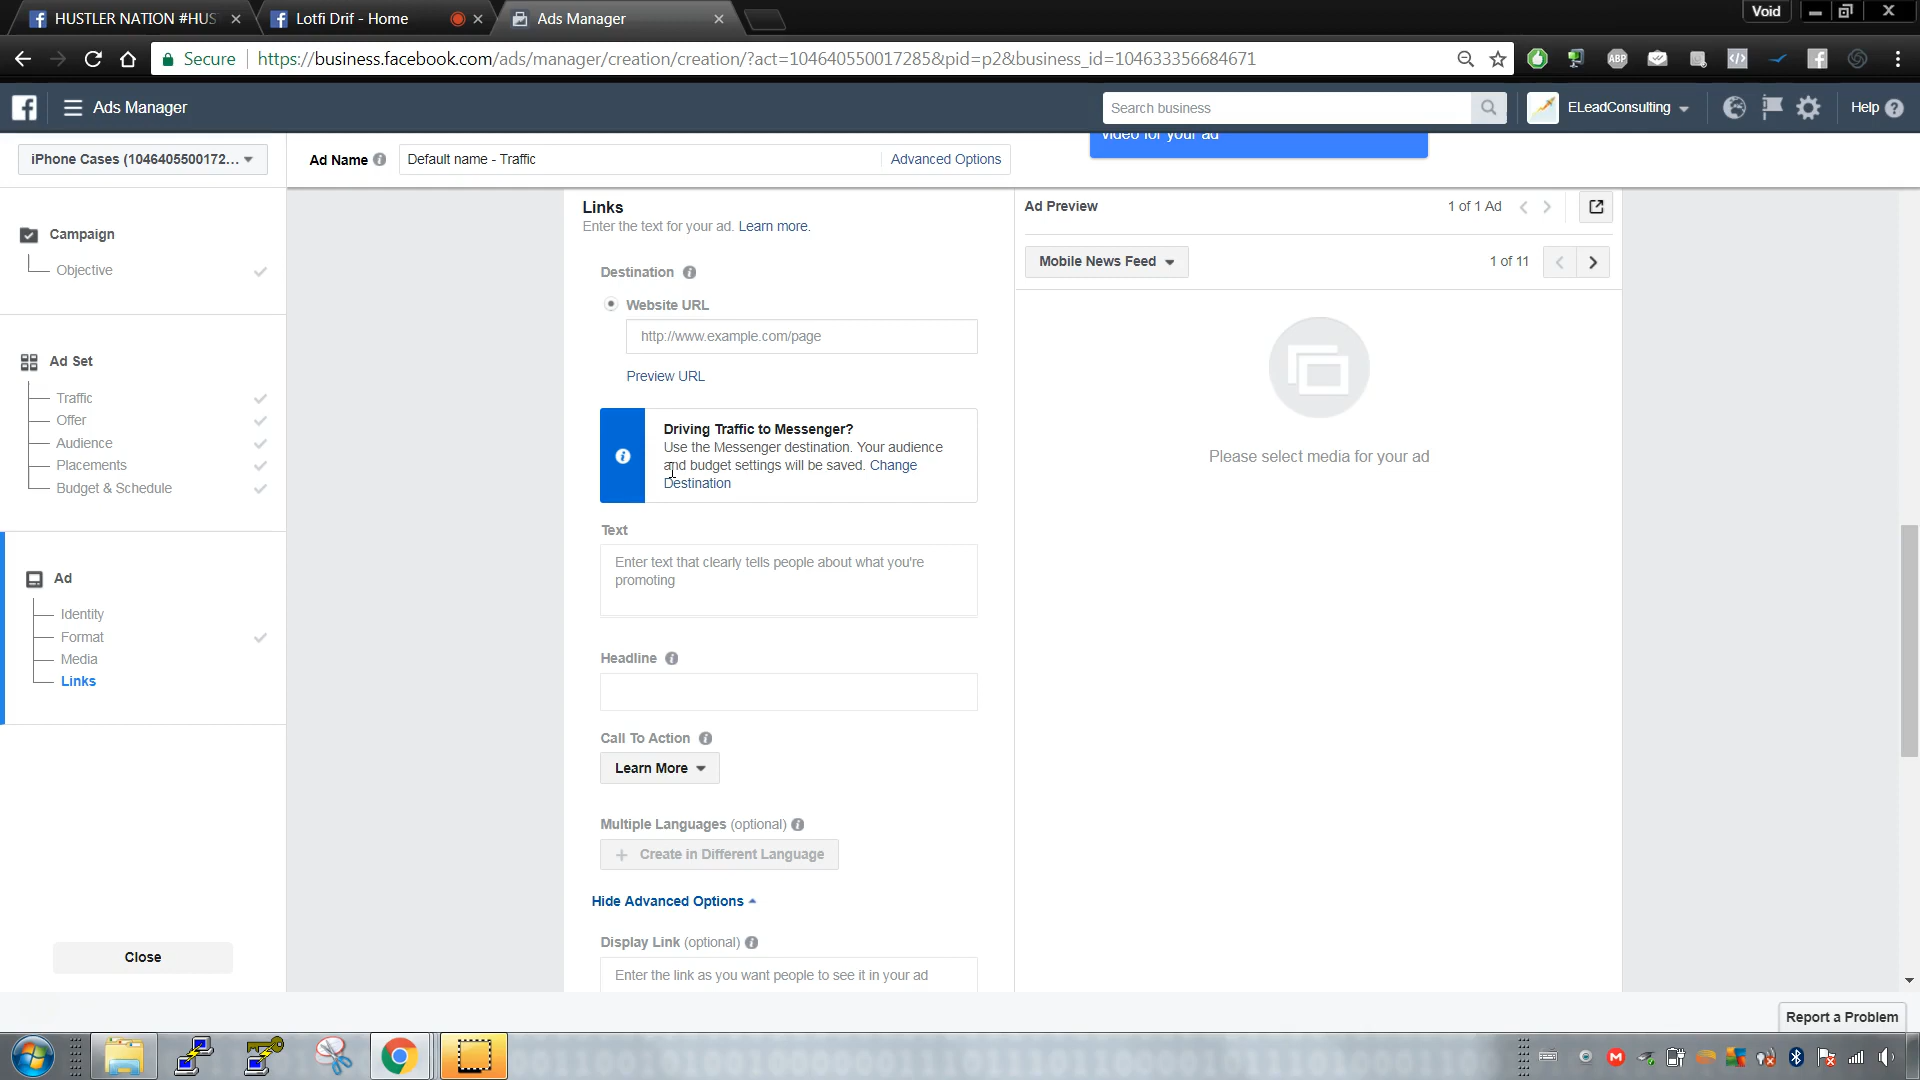 HUSTLER NATION #HUS
Lotfi Drif - Home
Ads Manager
Void
Secure
https://business.facebook.com/ads/manager/creation/creation/?act=104640550017285&pid=p2&business_id=104633356684671
ABP
Ads Manager
Search business
ELeadConsulting
Help
iPhone Cases (1046405500172...
Ad Name
Default name - Traffic
Advanced Options
video for your ad
Campaign
Objective
Ad Set
Traffic
Offer
Audience
Placements
Budget & Schedule
Ad
Identity
Format
Media
Links
Close
Links
Enter the text for your ad. Learn more.
Destination
Website URL
http://www.example.com/page
Preview URL
Driving Traffic to Messenger?
Use the Messenger destination. Your audience
and budget settings will be saved. Change
Destination
Text
Enter text that clearly tells people about what you're
promoting
Headline
Call To Action
Learn More
Multiple Languages (optional)
+ Create in Different Language
Hide Advanced Options
Display Link (optional)
Enter the link as you want people to see it in your ad
Ad Preview
1 of 1 Ad
Mobile News Feed
1 of 11
Please select media for your ad
Report a Problem